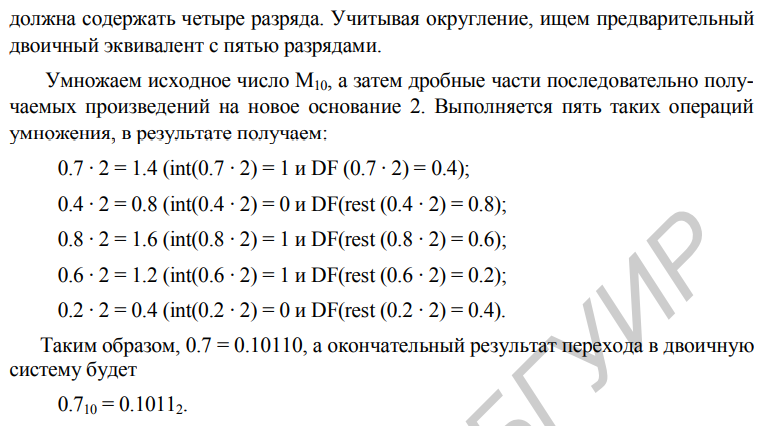 должна содержать четыре разряда. Учитывая округление, ищем предварительный
двоичный эквивалент с пятью разрядами.
Умножаем исходное число М₁₀, а затем дробные части последовательно полу-
чаемых произведений на новое основание 2. Выполняется пять таких операций
умножения, в результате получаем:
0.7 · 2 = 1.4 (int(0.7 · 2) = 1 и DF (0.7 · 2) = 0.4);
0.4 · 2 = 0.8 (int(0.4 · 2) = 0 и DF(rest (0.4 · 2) = 0.8);
0.8 · 2 = 1.6 (int(0.8 · 2) = 1 и DF(rest (0.8 · 2) = 0.6);
0.6 · 2 = 1.2 (int(0.6 · 2) = 1 и DF(rest (0.6 · 2) = 0.2);
0.2 · 2 = 0.4 (int(0.2 · 2) = 0 и DF(rest (0.2 · 2) = 0.4).
Таким образом, 0.7 = 0.10110, а окончательный результат перехода в двоичную
систему будет
0.7₁₀ = 0.1011₂.
БГУИР